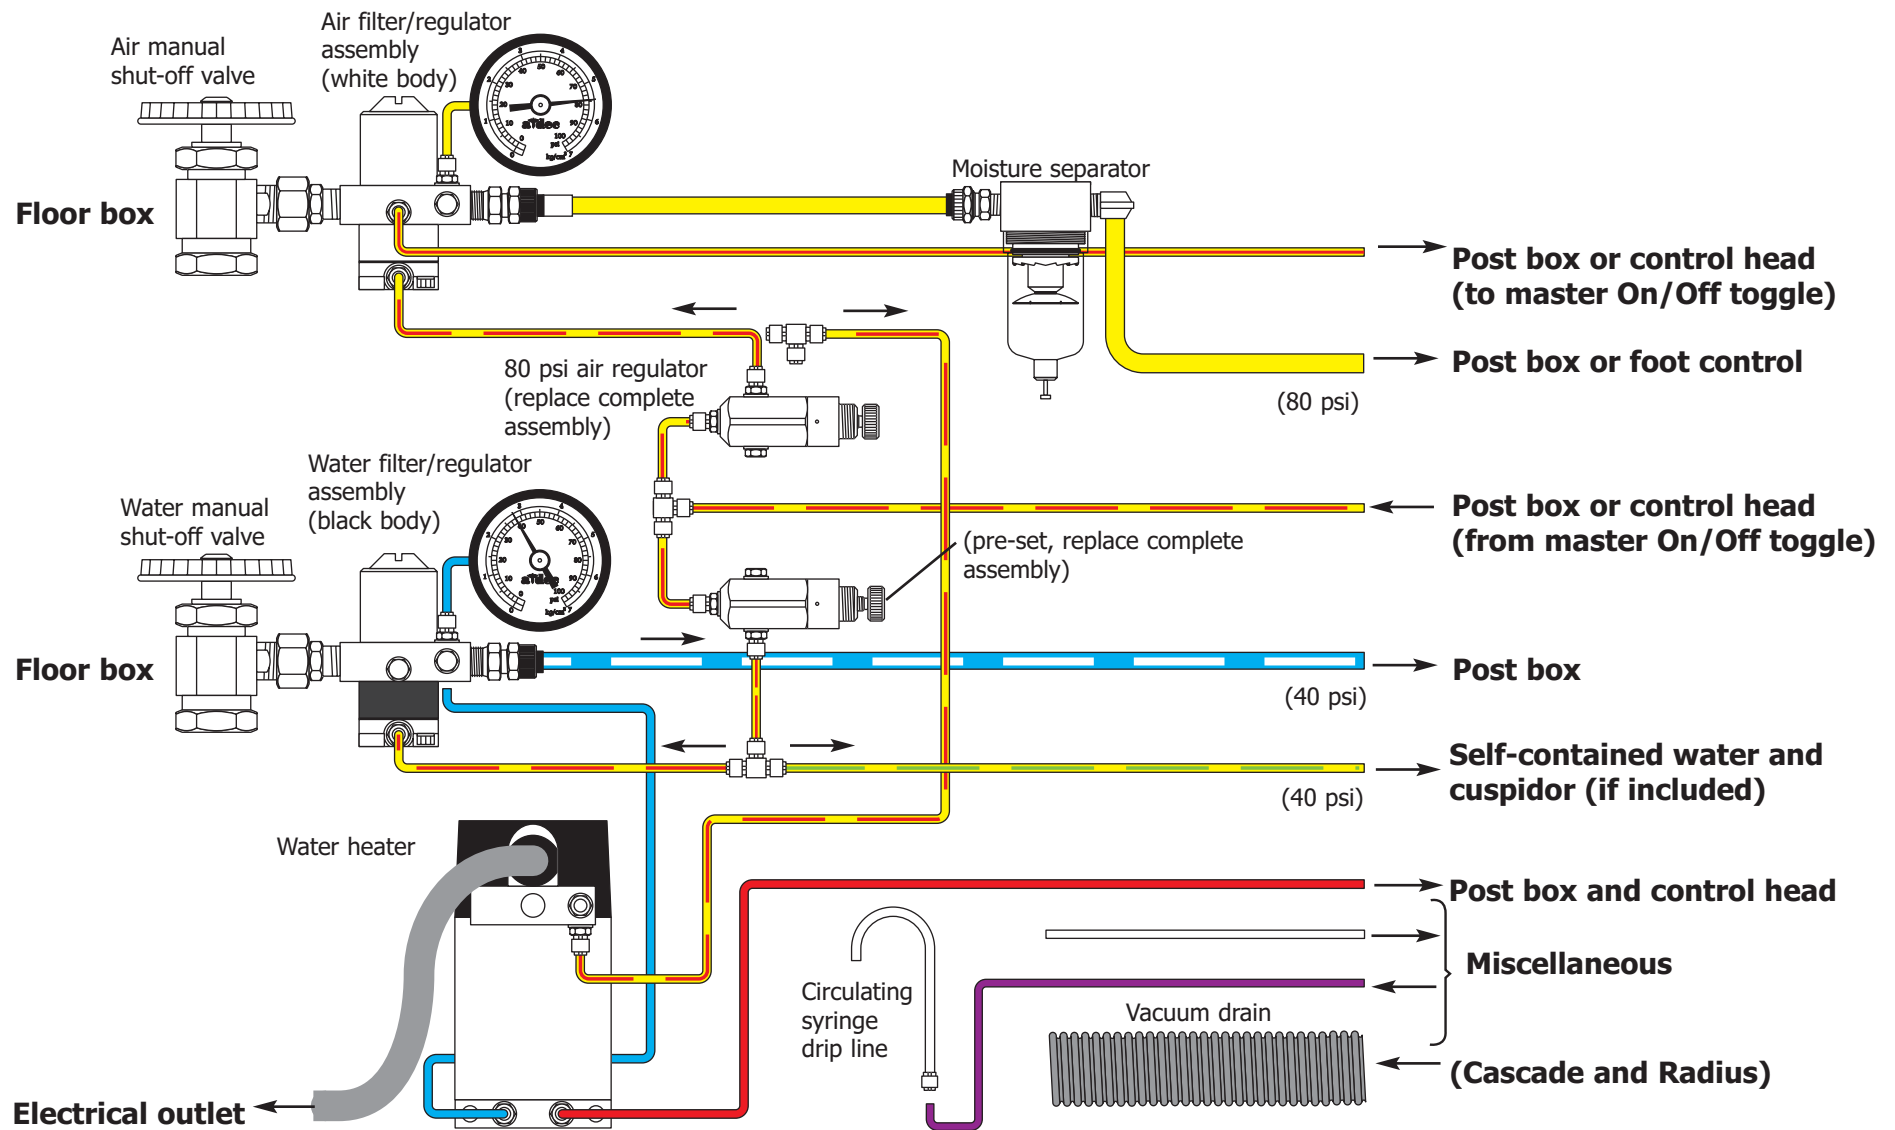 Air manual
shut-off valve
Air filter/regulator
assembly
(white body)
Floor box
Moisture separator
Post box or control head
(to master On/Off toggle)
Post box or foot control
(80 psi)
80 psi air regulator
(replace complete
assembly)
Water filter/regulator
assembly
(black body)
Water manual
shut-off valve
Post box or control head
(from master On/Off toggle)
(pre-set, replace complete
assembly)
Floor box
Post box
(40 psi)
Self-contained water and
cuspidor (if included)
(40 psi)
Water heater
Post box and control head
Miscellaneous
Circulating
syringe
drip line
Vacuum drain
(Cascade and Radius)
Electrical outlet